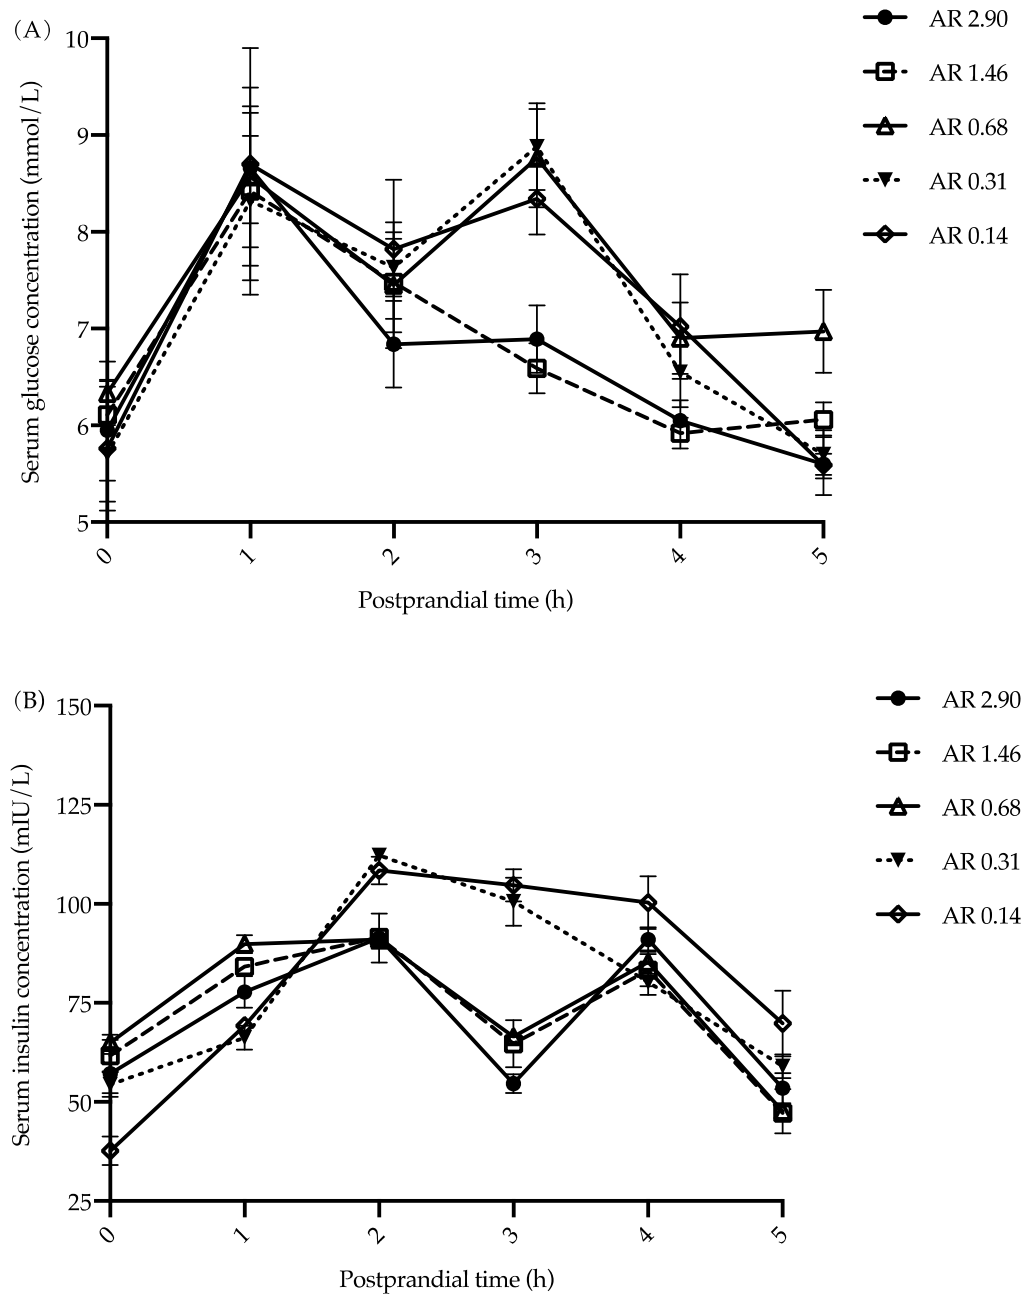 (A)
AR 2.90
AR 1.46
AR 0.68
AR 0.31
AR 0.14
Serum glucose concentration (mmol/L)
10
9
8
7
6
5
0 1 2 3 4 5
Postprandial time (h)
(B)
AR 2.90
AR 1.46
AR 0.68
AR 0.31
AR 0.14
Serum insulin concentration (mIU/L)
150
125
100
75
50
25
0 1 2 3 4 5
Postprandial time (h)